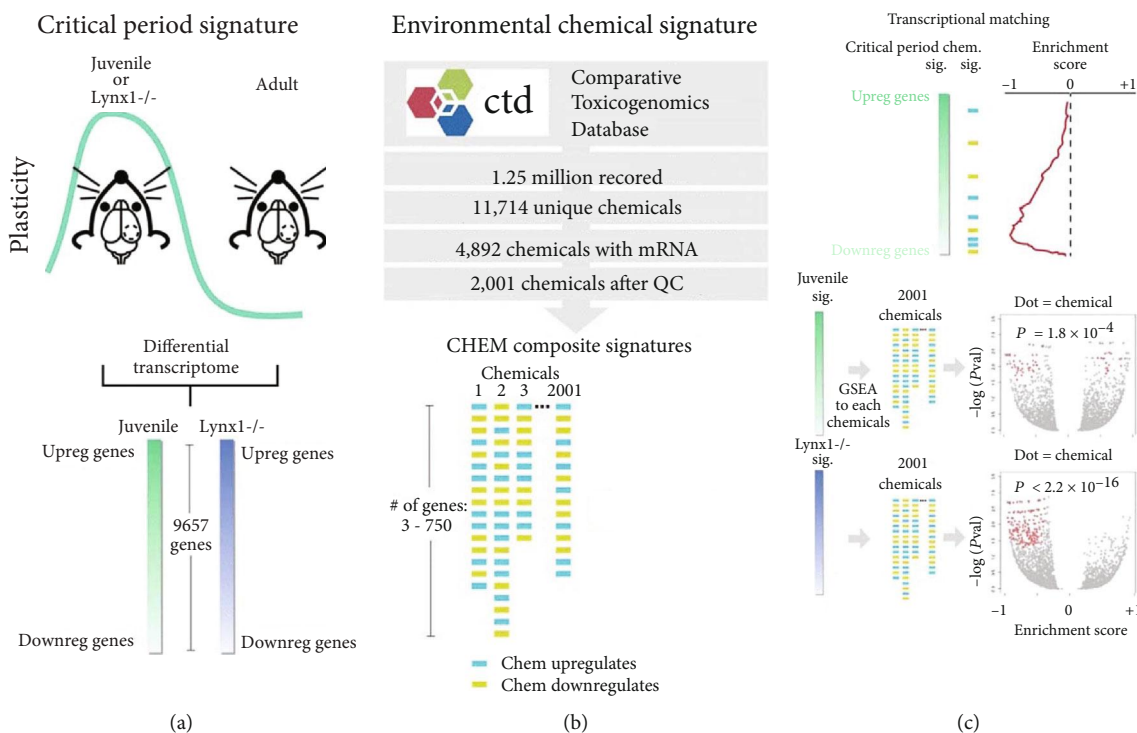 Critical period signature
Juvenile
or
Lynx1-/-
Adult
Plasticity
Differential
transcriptome
Juvenile
Lynx1-/-
Upreg genes
Upreg genes
9657
genes
Downreg genes
Downreg genes
(a)
Environmental chemical signature
ctd
Comparative
Toxicogenomics
Database
1.25 million recored
11,714 unique chemicals
4,892 chemicals with mRNA
2,001 chemicals after QC
CHEM composite signatures
Chemicals
1 2 3 ... 2001
# of genes:
3 - 750
Chem upregulates
Chem downregulates
(b)
Transcriptional matching
Critical period chem.
sig. sig.
Enrichment
score
−1 0 +1
Upreg genes
Downreg genes
Juvenile
sig.
2001
chemicals
GSEA
to each
chemicals
Dot = chemical
P = 1.8 × 10−4
−log (Pval)
Lynx1-/-
sig.
2001
chemicals
Dot = chemical
P < 2.2 × 10−16
−log (Pval)
−1 0 +1
Enrichment score
(c)